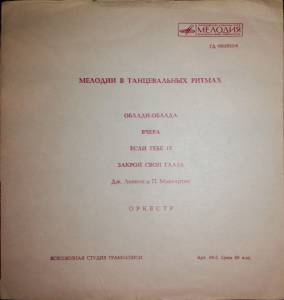 МЕЛОДИЯ
МЕЛОДИИ В ТАНЦЕВАЛЬНЫХ РИТМАХ
ОБЛАДИ-ОБЛАДА
ВЧЕРА
ЕСЛИ ТЕБЕ 17
ЗАКРОЙ СВОИ ГЛАЗА
Дж. Леннон и П. Маккартни
ОРКЕСТР
ВСЕСОЮЗНАЯ СТУДИЯ ГРАМЗАПИСИ